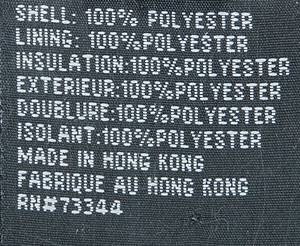 SHELL: 100% POLYESTER
LINING: 100%POLYESTER
INSULATION:100%POLYESTER
EXTERIEUR:100%POLYESTER
DOUBLURE:100%POLYESTER
ISOLANT:100%POLYESTER
MADE IN HONG KONG
FABRIQUE AU HONG KONG
RN#73344